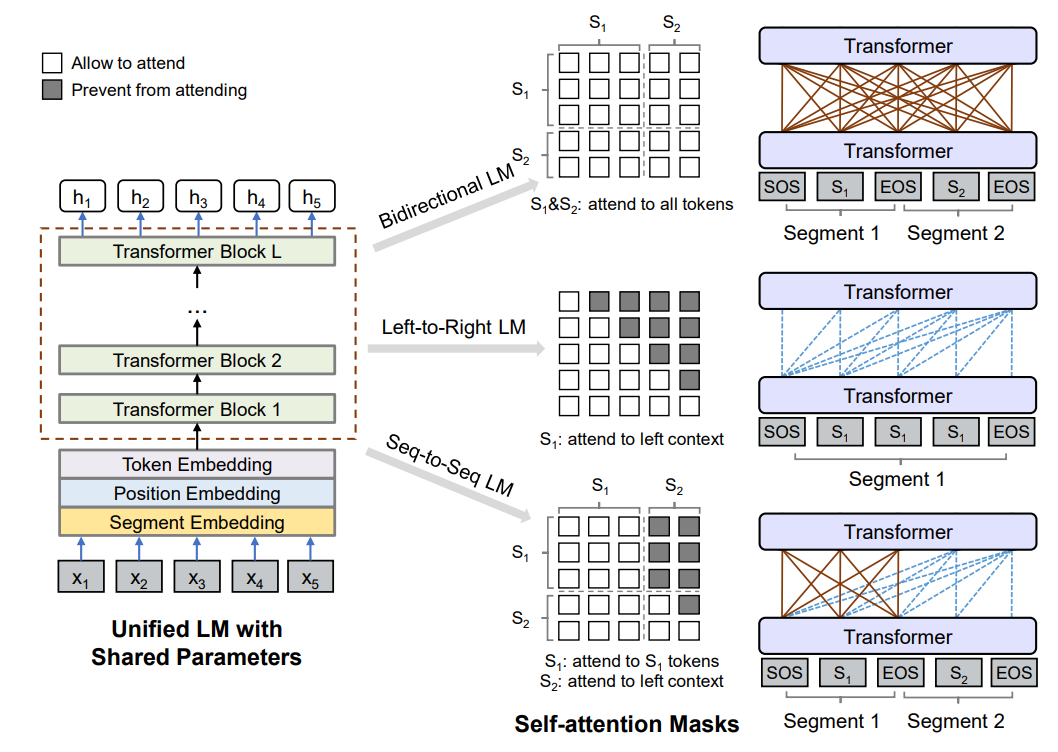 Allow to attend
Prevent from attending
h1 h2 h3 h4 h5
Transformer Block L
...
Transformer Block 2
Transformer Block 1
Token Embedding
Position Embedding
Segment Embedding
x1 x2 x3 x4 x5
Unified LM with
Shared Parameters
Bidirectional LM
Left-to-Right LM
Seq-to-Seq LM
S1 S2
S1
S2
S1&S2: attend to all tokens
S1: attend to left context
S1 S2
S1
S2
S1: attend to S1 tokens
S2: attend to left context
Self-attention Masks
Transformer
Transformer
SOS S1 EOS S2 EOS
Segment 1 Segment 2
Transformer
Transformer
SOS S1 S1 S1 EOS
Segment 1
Transformer
Transformer
SOS S1 EOS S2 EOS
Segment 1 Segment 2